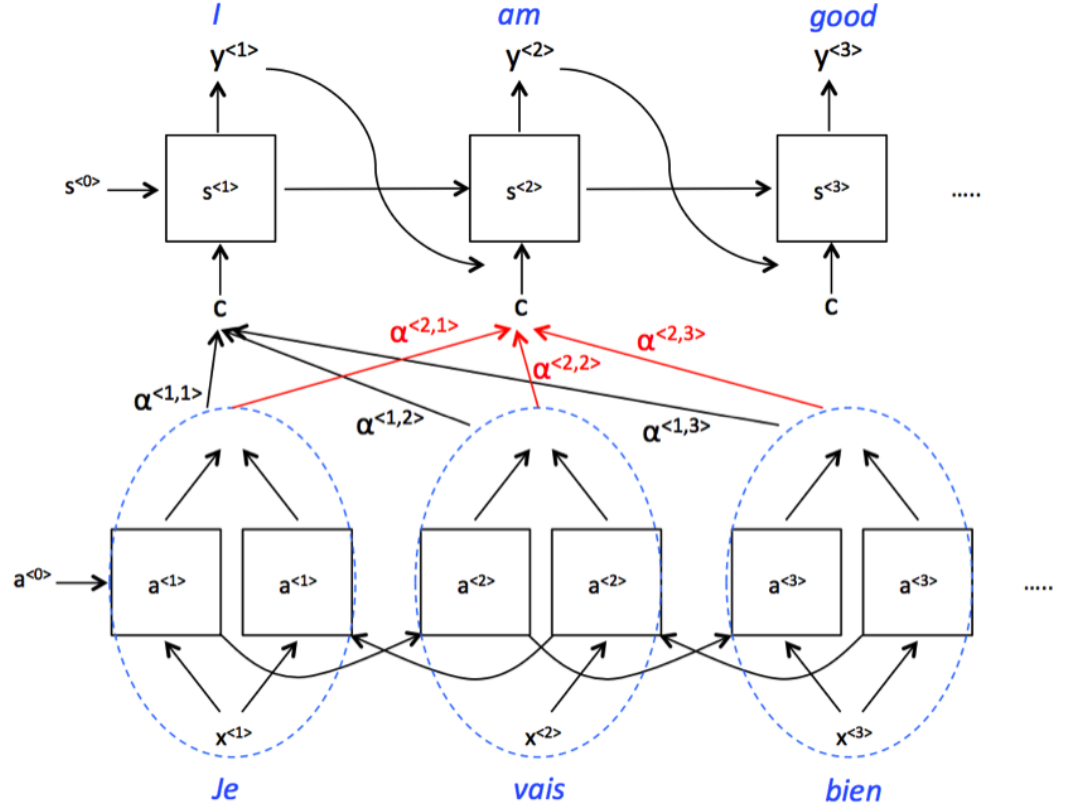 I am good
y<1> y<2> y<3>
s<0> s<1> s<2> s<3> .....
c c c
α<2,1> α<2,2> α<2,3>
α<1,1> α<1,2> α<1,3>
a<0> a<1> a<1> a<2> a<2> a<3> a<3> .....
x<1> x<2> x<3>
Je vais bien